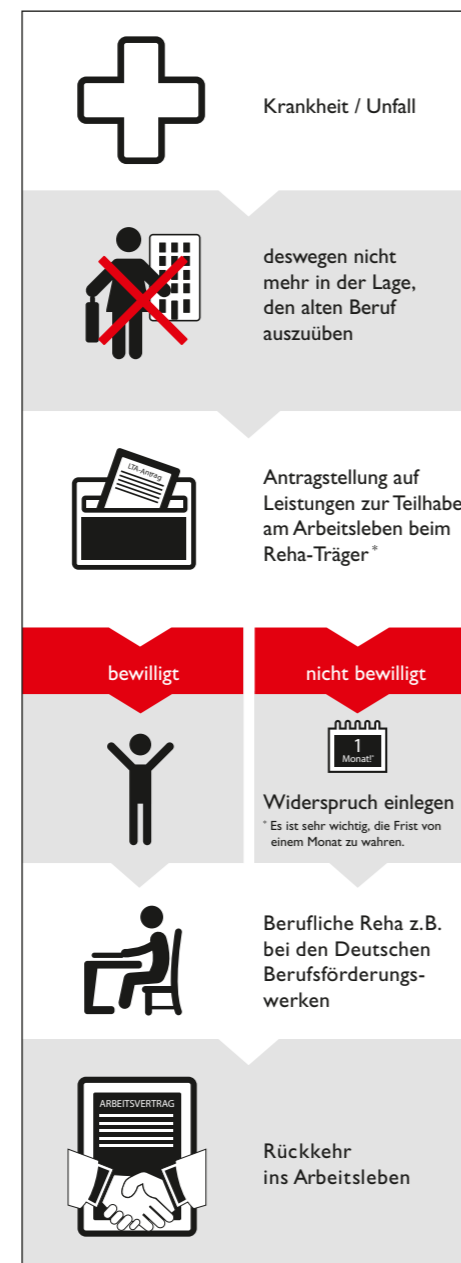 Krankheit / Unfall
deswegen nicht
mehr in der Lage,
den alten Beruf
auszuüben
LTA-Antrag
Antragstellung auf
Leistungen zur Teilhabe
am Arbeitsleben beim
Reha-Träger *
bewilligt
nicht bewilligt
1
Monat!*
Widerspruch einlegen
* Es ist sehr wichtig, die Frist von
einem Monat zu wahren.
Berufliche Reha z.B.
bei den Deutschen
Berufsförderungs-
werken
ARBEITSVERTRAG
Rückkehr
ins Arbeitsleben